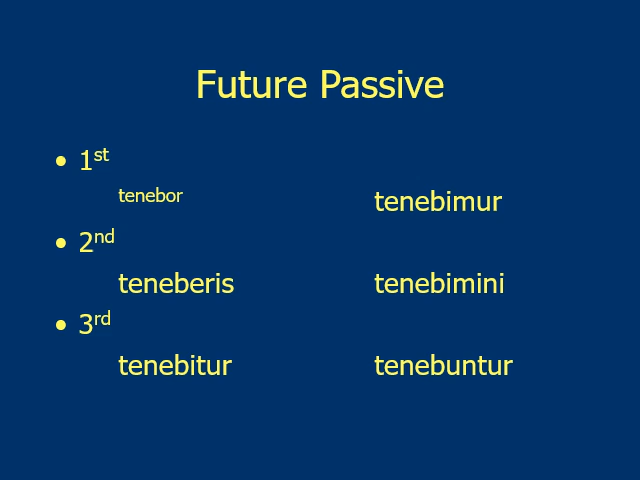 Future Passive
• 1st
tenebor tenebimur
• 2nd
teneberis tenebimini
• 3rd
tenebitur tenebuntur